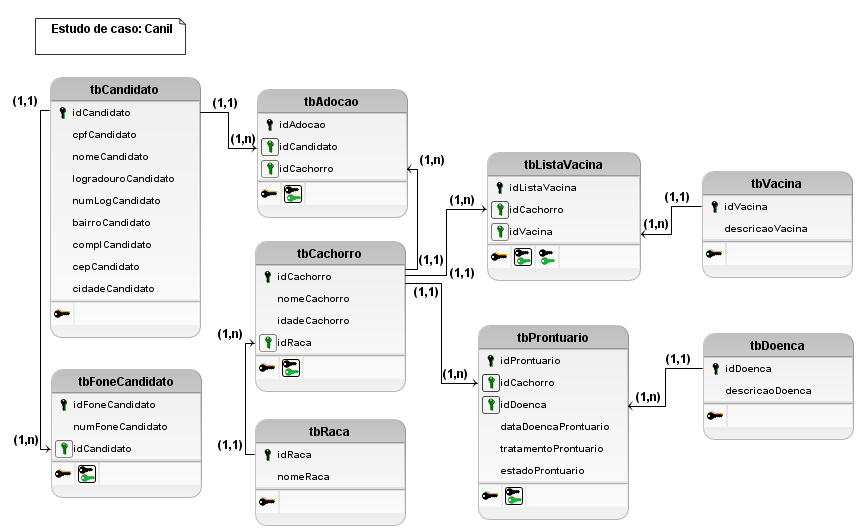 Estudo de caso: Canil
tbCandidato
idCandidato
cpfCandidato
nomeCandidato
logradouroCandidato
numLogCandidato
bairroCandidato
complCandidato
cepCandidato
cidadeCandidato
(1,1)
(1,1)
(1,n)
tbAdocao
idAdocao
idCandidato
idCachorro
(1,n)
tbListaVacina
idListaVacina
idCachorro
idVacina
(1,n)
(1,1)
(1,n)
tbVacina
idVacina
descricaoVacina
tbCachorro
idCachorro
nomeCachorro
idadeCachorro
idRaca
(1,1)
(1,1)
(1,1)
(1,n)
tbProntuario
idProntuario
idCachorro
idDoenca
dataDoencaProntuario
tratamentoProntuario
estadoProntuario
(1,n)
(1,1)
(1,n)
tbDoenca
idDoenca
descricaoDoenca
tbFoneCandidato
idFoneCandidato
numFoneCandidato
idCandidato
(1,n)
tbRaca
idRaca
nomeRaca
(1,1)